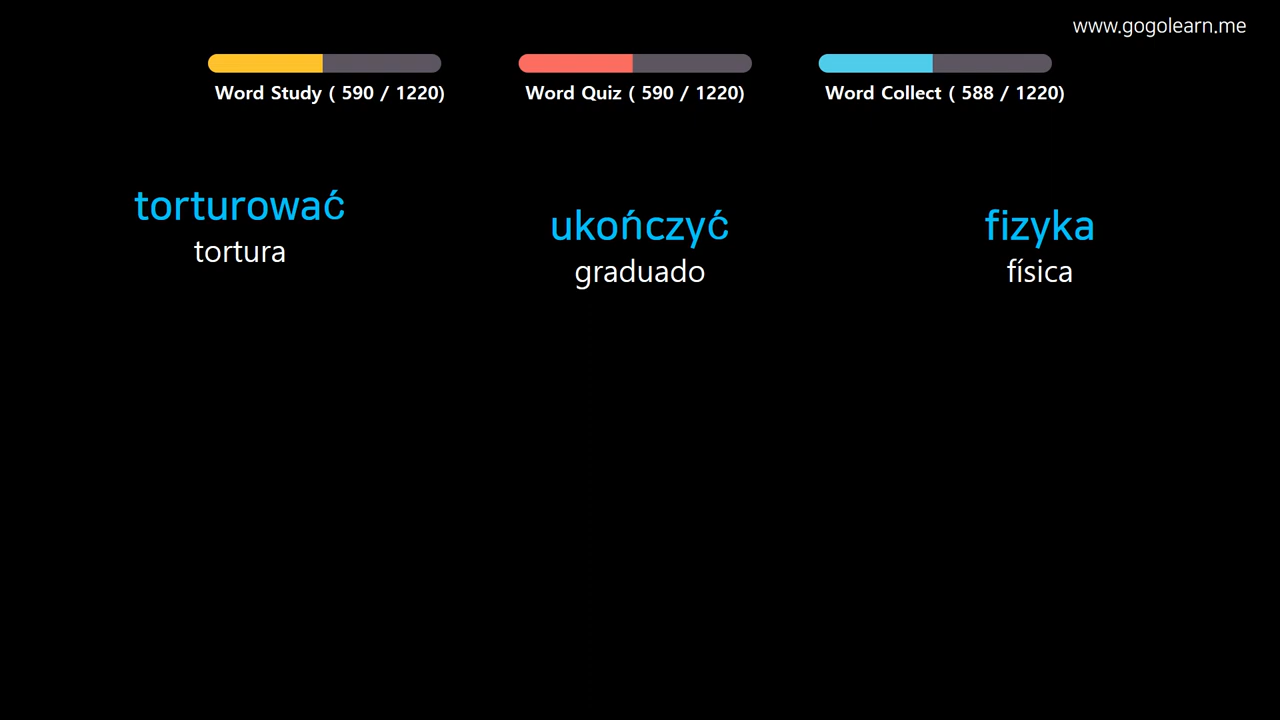 www.gogolearn.me
Word Study ( 590 / 1220)
Word Quiz ( 590 / 1220)
Word Collect ( 588 / 1220)
torturować
tortura
ukończyć
graduado
fizyka
física